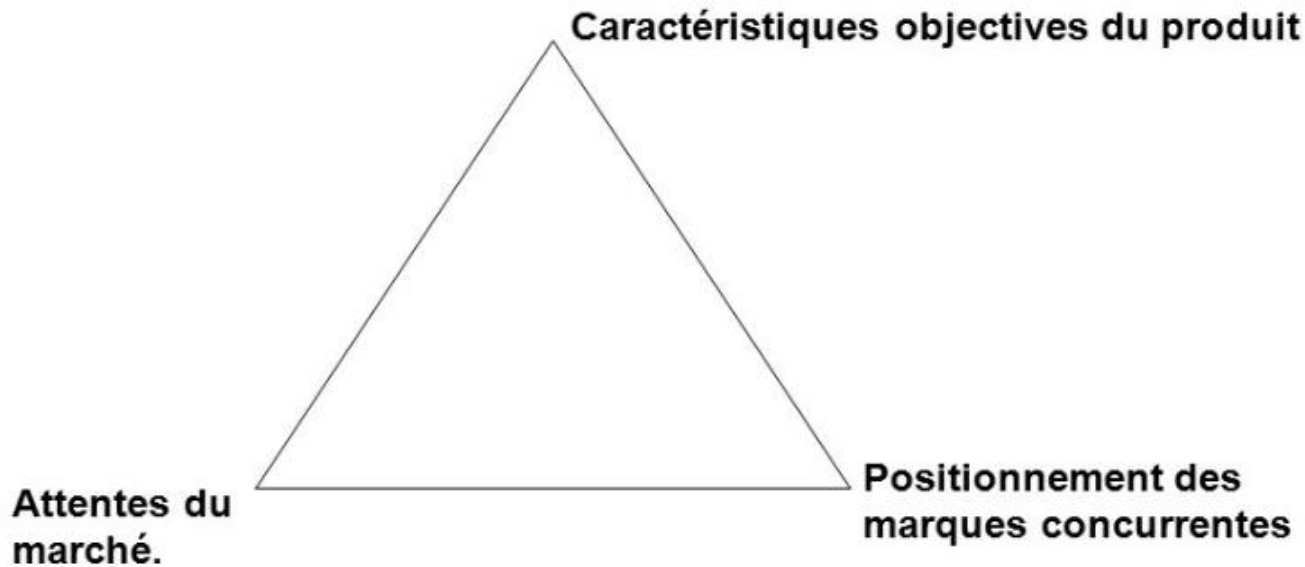 Caractéristiques objectives du produit
Attentes du
marché.
Positionnement des
marques concurrentes